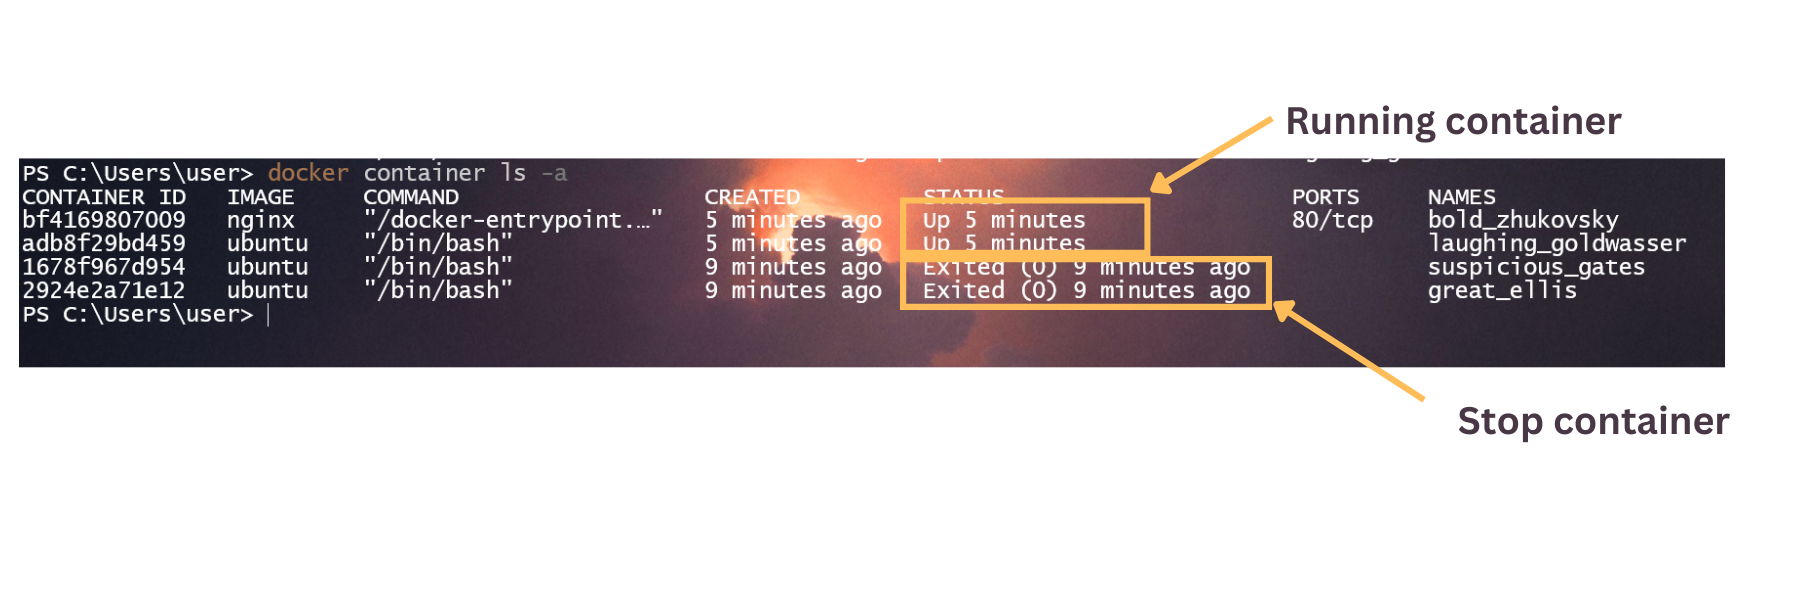 Running container
PS C:\Users\user> docker container ls -a
CONTAINER ID IMAGE COMMAND CREATED STATUS PORTS NAMES
bf4169807009 nginx "/docker-entrypoint.…" 5 minutes ago Up 5 minutes 80/tcp bold_zhukovsky
adb8f29bd459 ubuntu "/bin/bash" 5 minutes ago Up 5 minutes laughing_goldwasser
1678f967d954 ubuntu "/bin/bash" 9 minutes ago Exited (0) 9 minutes ago suspicious_gates
2924e2a71e12 ubuntu "/bin/bash" 9 minutes ago Exited (0) 9 minutes ago great_ellis
PS C:\Users\user>
Stop container